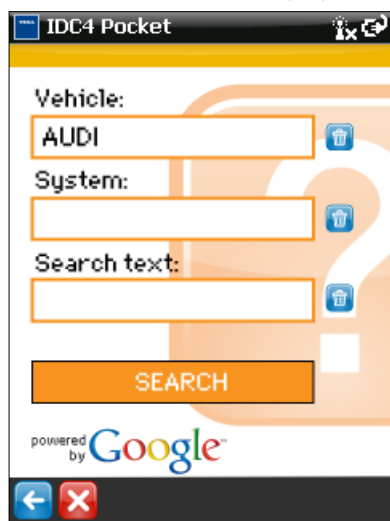 IDC4 Pocket
Vehicle:
AUDI
System:
Search text:
SEARCH
powered
by Google